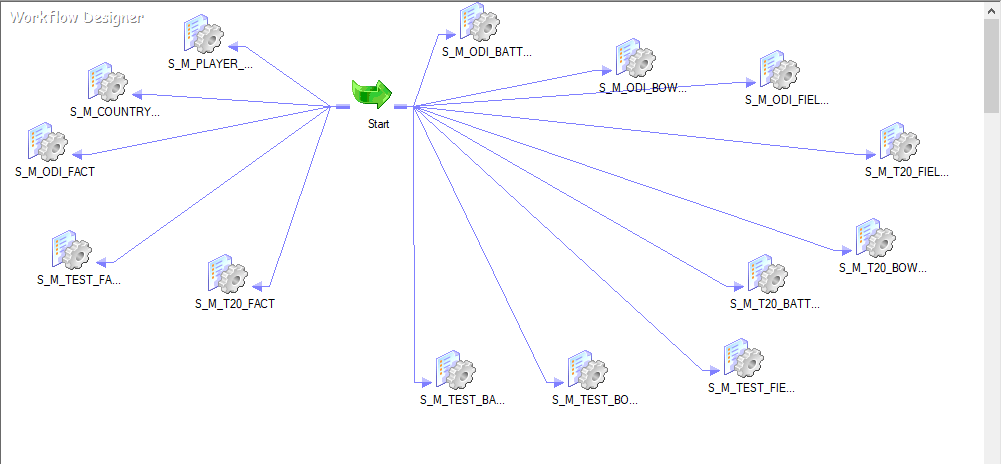 Workflow Designer
S_M_PLAYER_...
S_M_ODI_BATT...
S_M_COUNTRY...
S_M_ODI_BOW...
S_M_ODI_FIEL...
Start
S_M_ODI_FACT
S_M_T20_FIEL...
S_M_TEST_FA...
S_M_T20_BOW...
S_M_T20_FACT
S_M_T20_BATT...
S_M_TEST_BA...
S_M_TEST_BO...
S_M_TEST_FIE...